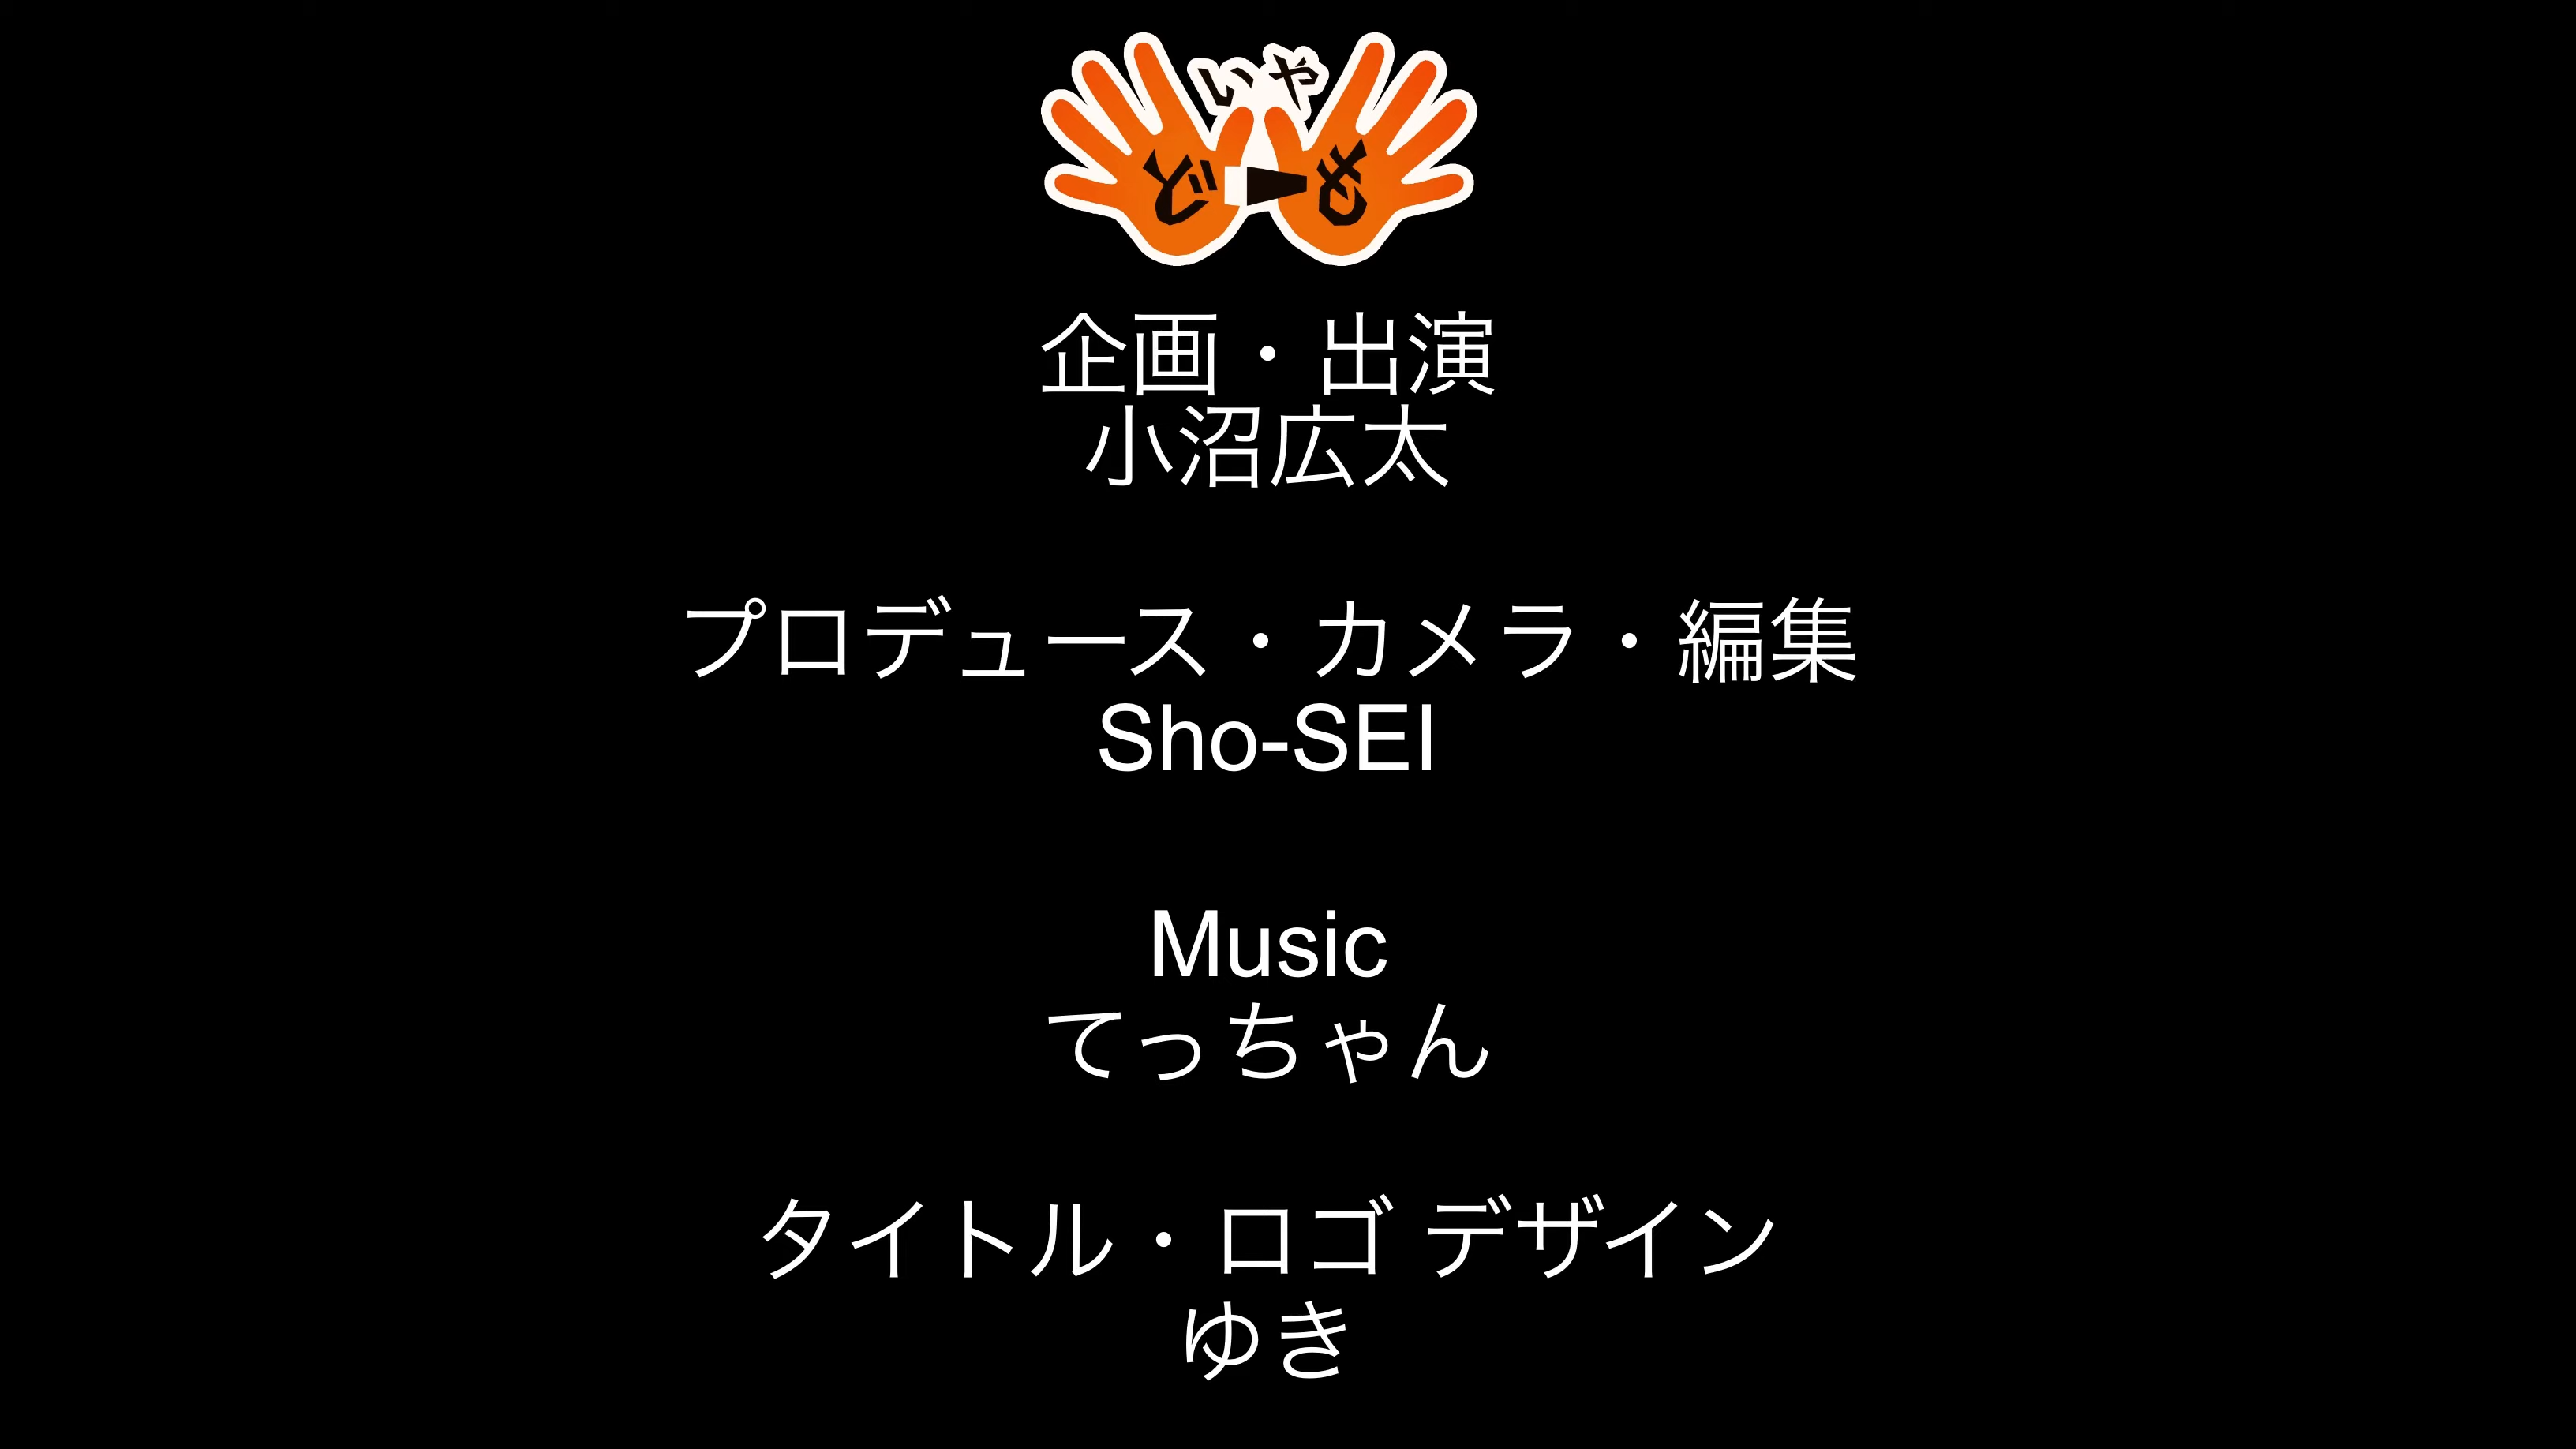 いや
ど―も
企画・出演
小沼広太
プロデュース・カメラ・編集
Sho-SEI
Music
てっちゃん
タイトル・ロゴ デザイン
ゆき